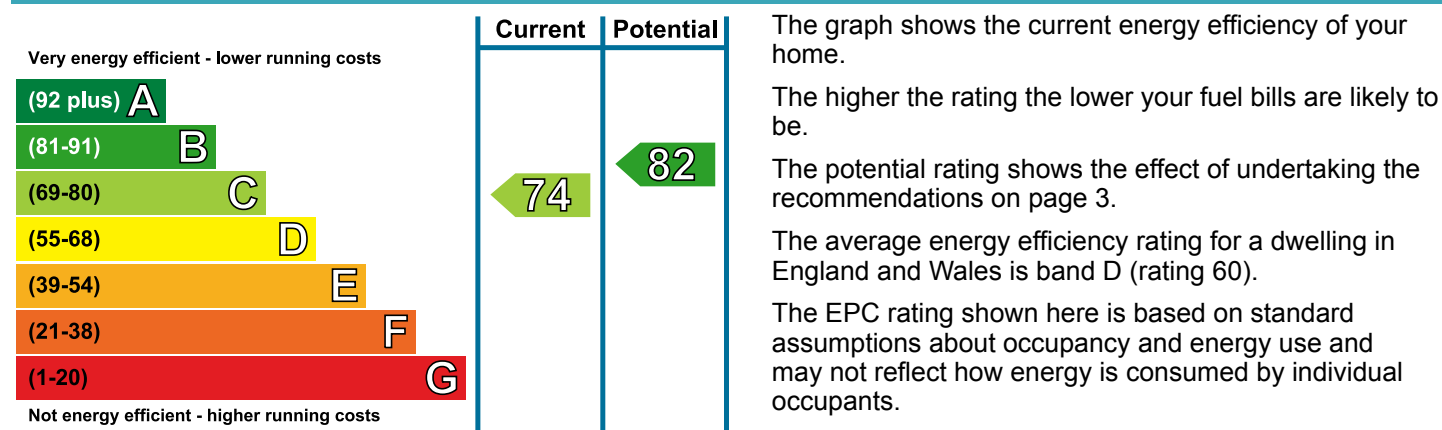 Current Potential
Very energy efficient - lower running costs
(92 plus) A
(81-91) B
(69-80) C
(55-68) D
(39-54) E
(21-38) F
(1-20) G
Not energy efficient - higher running costs
74
82
The graph shows the current energy efficiency of your
home.
The higher the rating the lower your fuel bills are likely to
be.
The potential rating shows the effect of undertaking the
recommendations on page 3.
The average energy efficiency rating for a dwelling in
England and Wales is band D (rating 60).
The EPC rating shown here is based on standard
assumptions about occupancy and energy use and
may not reflect how energy is consumed by individual
occupants.